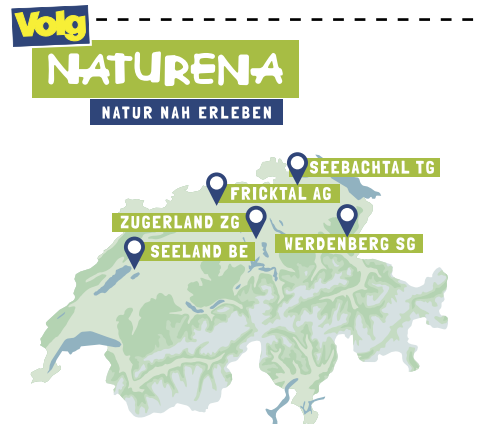 Volg
NATURENA
NATUR NAH ERLEBEN
SEEBACHTAL TG
FRICKTAL AG
ZUGERLAND ZG
WERDENBERG SG
SEELAND BE